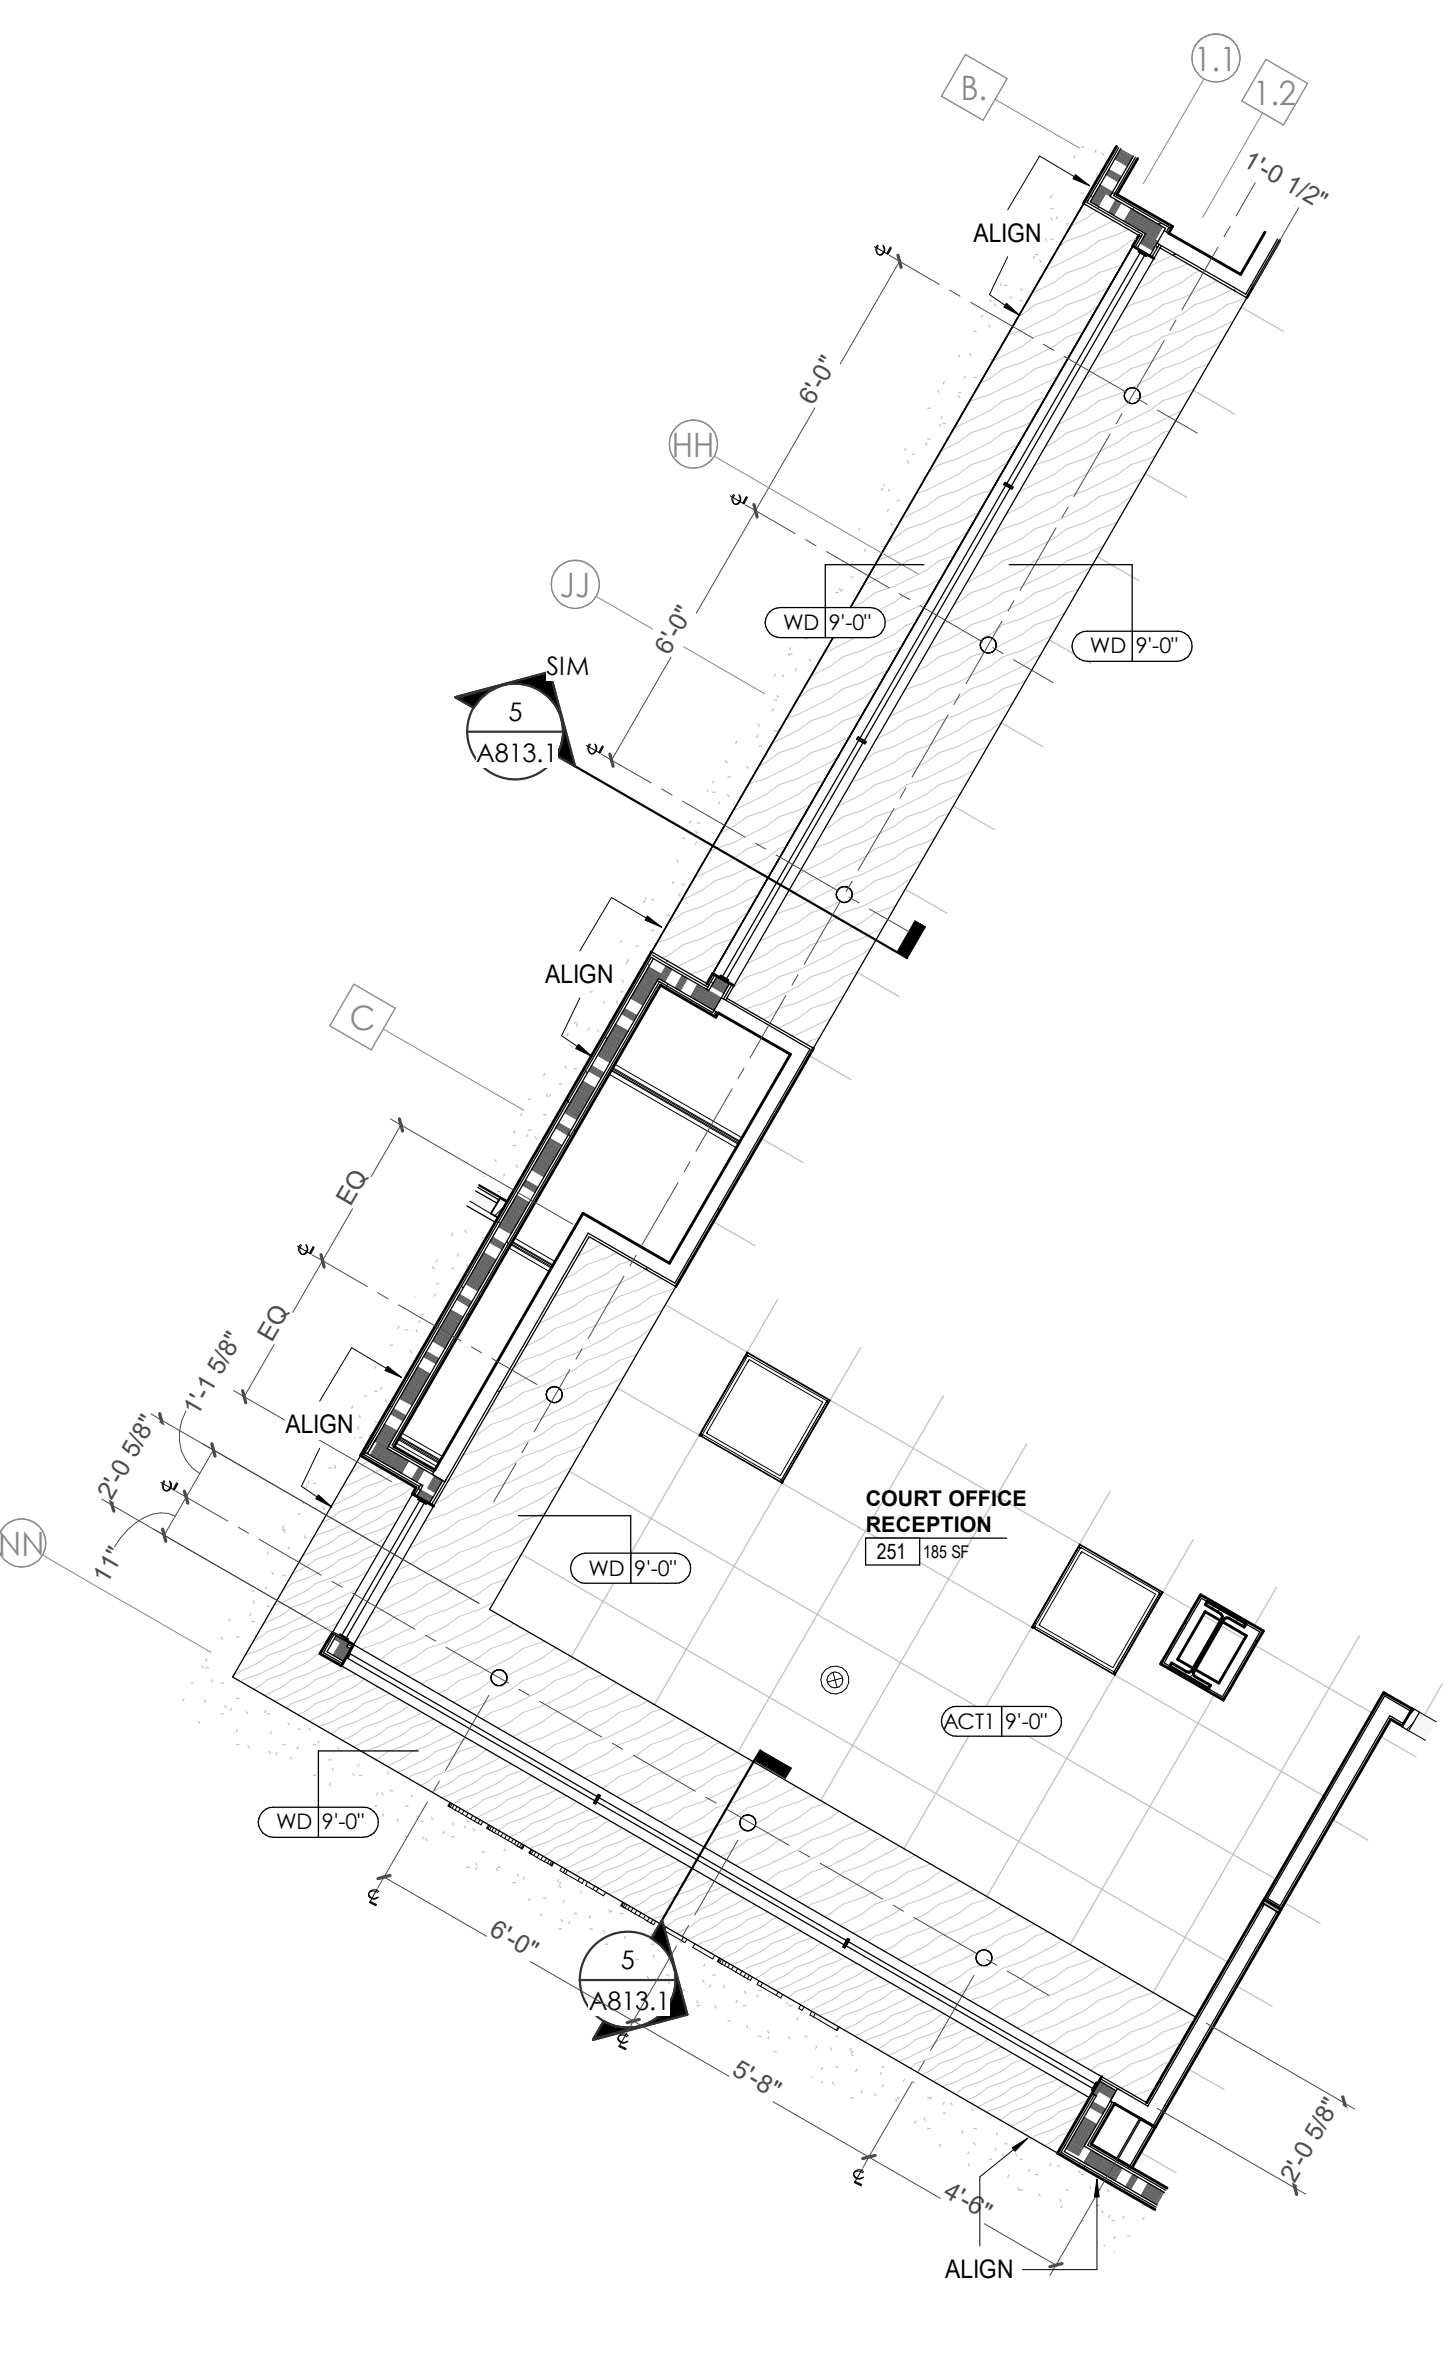 1.1
B.
1.2
1'-0 1/2"
ALIGN
℄
6'-0"
HH
℄
JJ
WD 9'-0"
WD 9'-0"
6'-0"
SIM
5
A813.1
℄
ALIGN
C
EQ
℄
EQ
1'-1 5/8"
ALIGN
2'-0 5/8"
℄
COURT OFFICE
RECEPTION
251 185 SF
NN
11"
WD 9'-0"
ACT1 9'-0"
WD 9'-0"
℄
6'-0"
5
A813.1
℄
5'-8"
℄
2'-0 5/8"
4'-6"
ALIGN